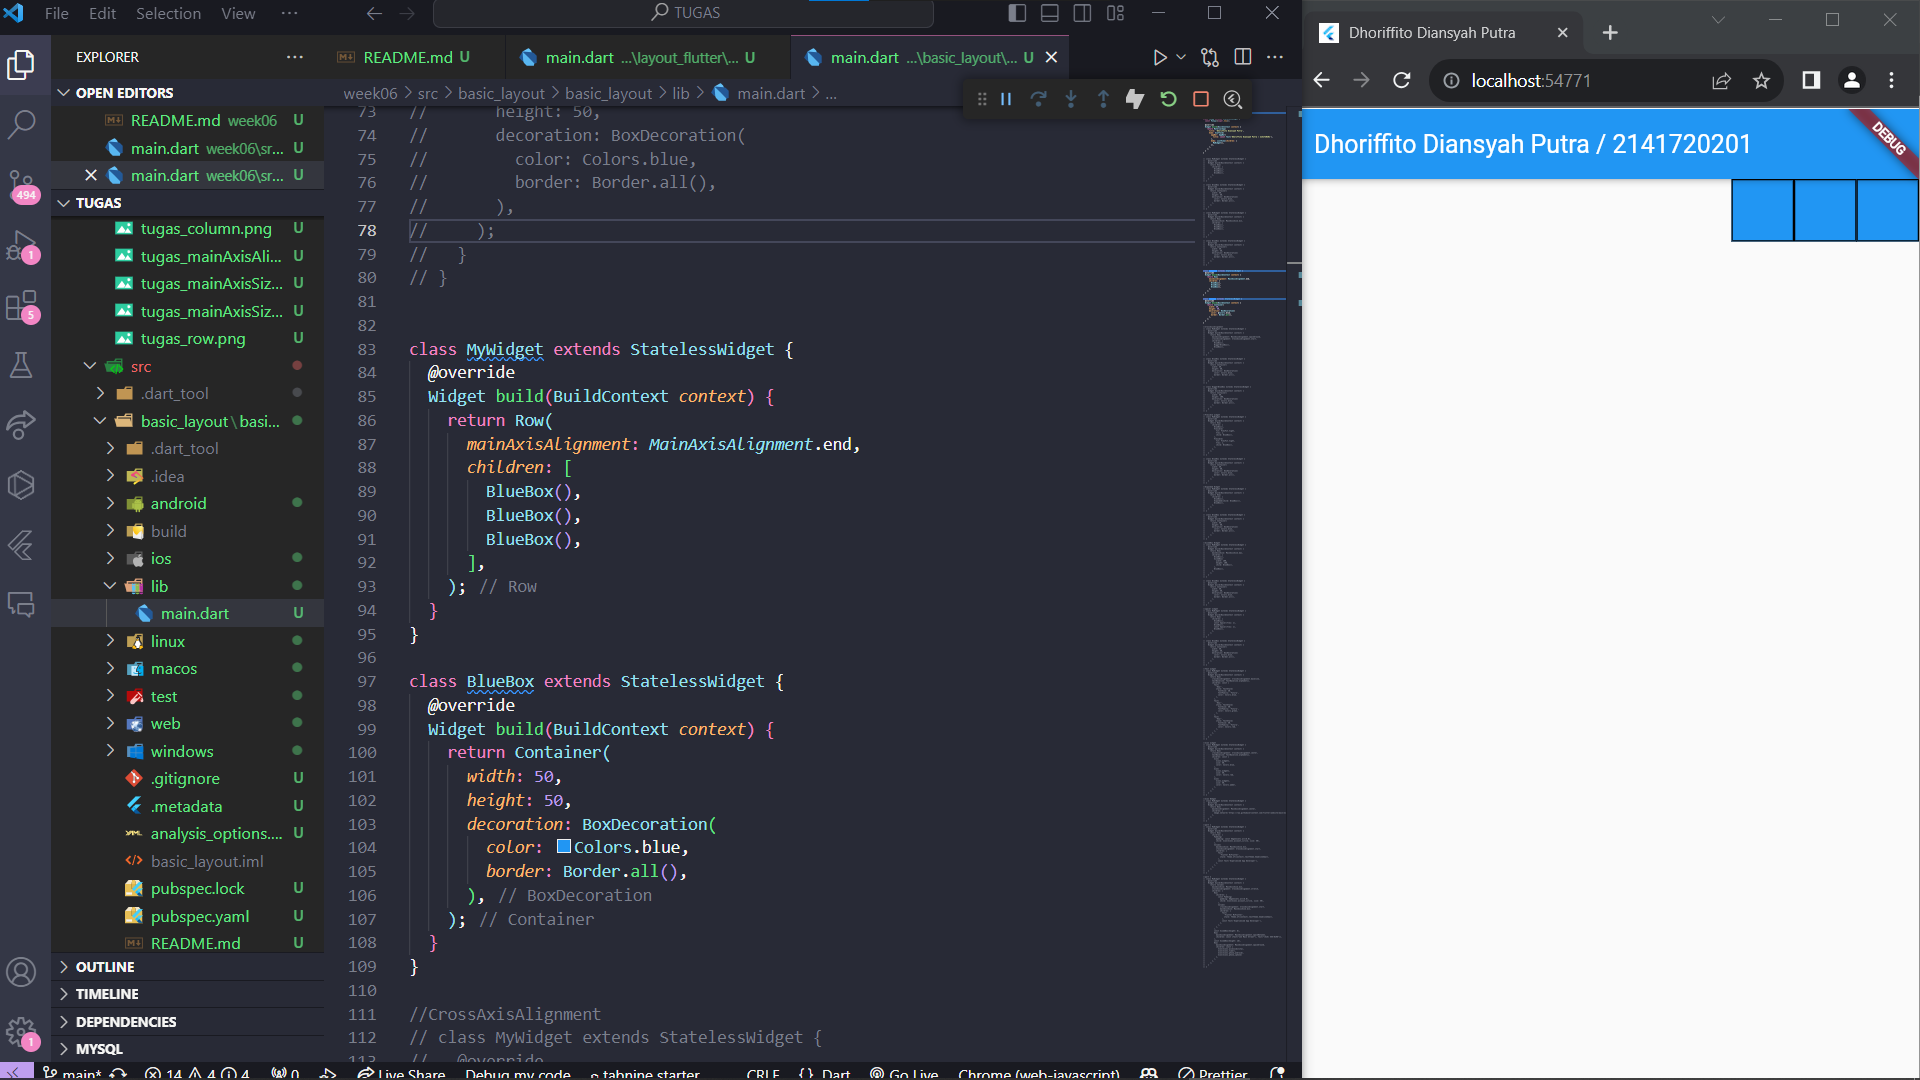 File Edit Selection View ··· TUGAS
EXPLORER
OPEN EDITORS
README.md week06 U
main.dart week06\sr... U
main.dart week06\sr... U
TUGAS
tugas_column.png U
tugas_mainAxisAli... U
tugas_mainAxisSiz... U
tugas_mainAxisSiz... U
tugas_row.png U
src
.dart_tool
basic_layout\basi...
.dart_tool
.idea
android
build
ios
lib
main.dart U
linux
macos
test
web
windows
.gitignore U
.metadata U
analysis_options.... U
basic_layout.iml
pubspec.lock U
pubspec.yaml U
README.md U
OUTLINE
TIMELINE
DEPENDENCIES
MYSQL
494
1
5
1
README.md U
main.dart ...\layout_flutter\... U
main.dart ...\basic_layout\... U
week06 > src > basic_layout > basic_layout > lib > main.dart > ...
73 // height: 50,
74 // decoration: BoxDecoration(
75 // color: Colors.blue,
76 // border: Border.all(),
77 // ),
78 // );
79 // }
80 // }
81
82
83 class MyWidget extends StatelessWidget {
84 @override
85 Widget build(BuildContext context) {
86 return Row(
87 mainAxisAlignment: MainAxisAlignment.end,
88 children: [
89 BlueBox(),
90 BlueBox(),
91 BlueBox(),
92 ],
93 ); // Row
94 }
95 }
96
97 class BlueBox extends StatelessWidget {
98 @override
99 Widget build(BuildContext context) {
100 return Container(
101 width: 50,
102 height: 50,
103 decoration: BoxDecoration(
104 color: Colors.blue,
105 border: Border.all(),
106 ), // BoxDecoration
107 ); // Container
108 }
109 }
110
111 //CrossAxisAlignment
112 // class MyWidget extends StatelessWidget {
113 // @override
main* 14 4 4 0 Live Share Debug my code tabnine starter CRLF {} Dart Go Live Chrome (web-javascript) Prettier
Dhoriffito Diansyah Putra
localhost:54771
Dhoriffito Diansyah Putra / 2141720201
DEBUG